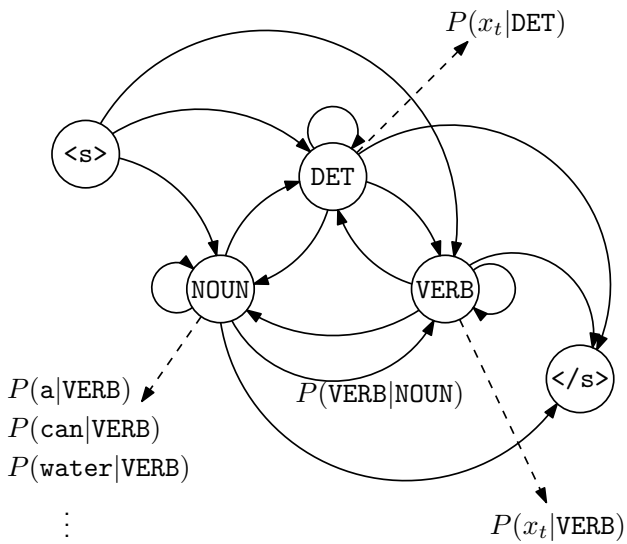 P(x_t|DET)
<s>
DET
NOUN
VERB
</s>
P(a|VERB)
P(VERB|NOUN)
P(can|VERB)
P(water|VERB)
⋮
P(x_t|VERB)